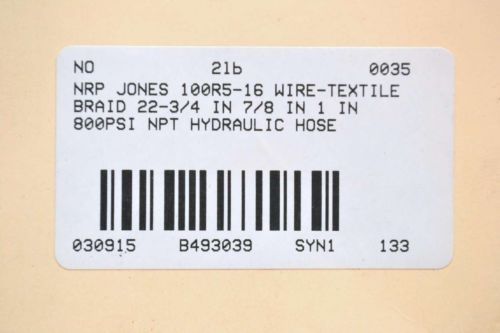 NO 2lb 0035
NRP JONES 100R5-16 WIRE-TEXTILE
BRAID 22-3/4 IN 7/8 IN 1 IN
800PSI NPT HYDRAULIC HOSE
030915 B493039 SYN1 133